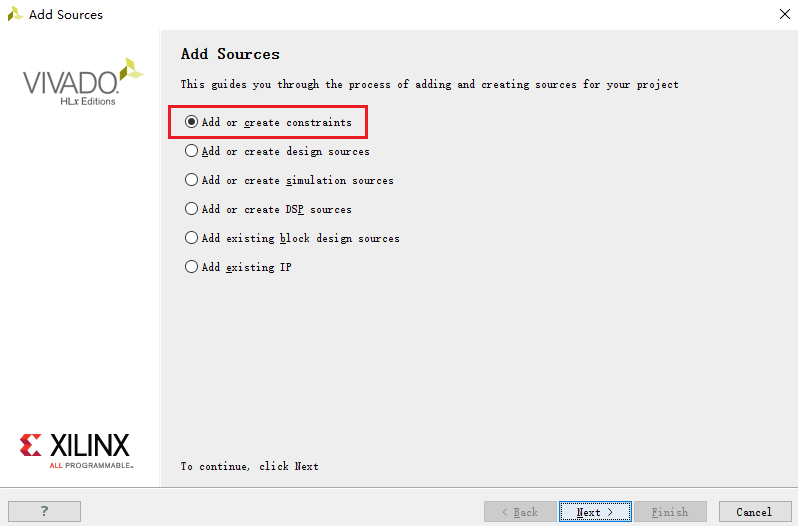 Add Sources
VIVADO.
HLx Editions
Add Sources
This guides you through the process of adding and creating sources for your project
Add or create constraints
Add or create design sources
Add or create simulation sources
Add or create DSP sources
Add existing block design sources
Add existing IP
XILINX
ALL PROGRAMMABLE™
To continue, click Next
?
< Back
Next >
Finish
Cancel